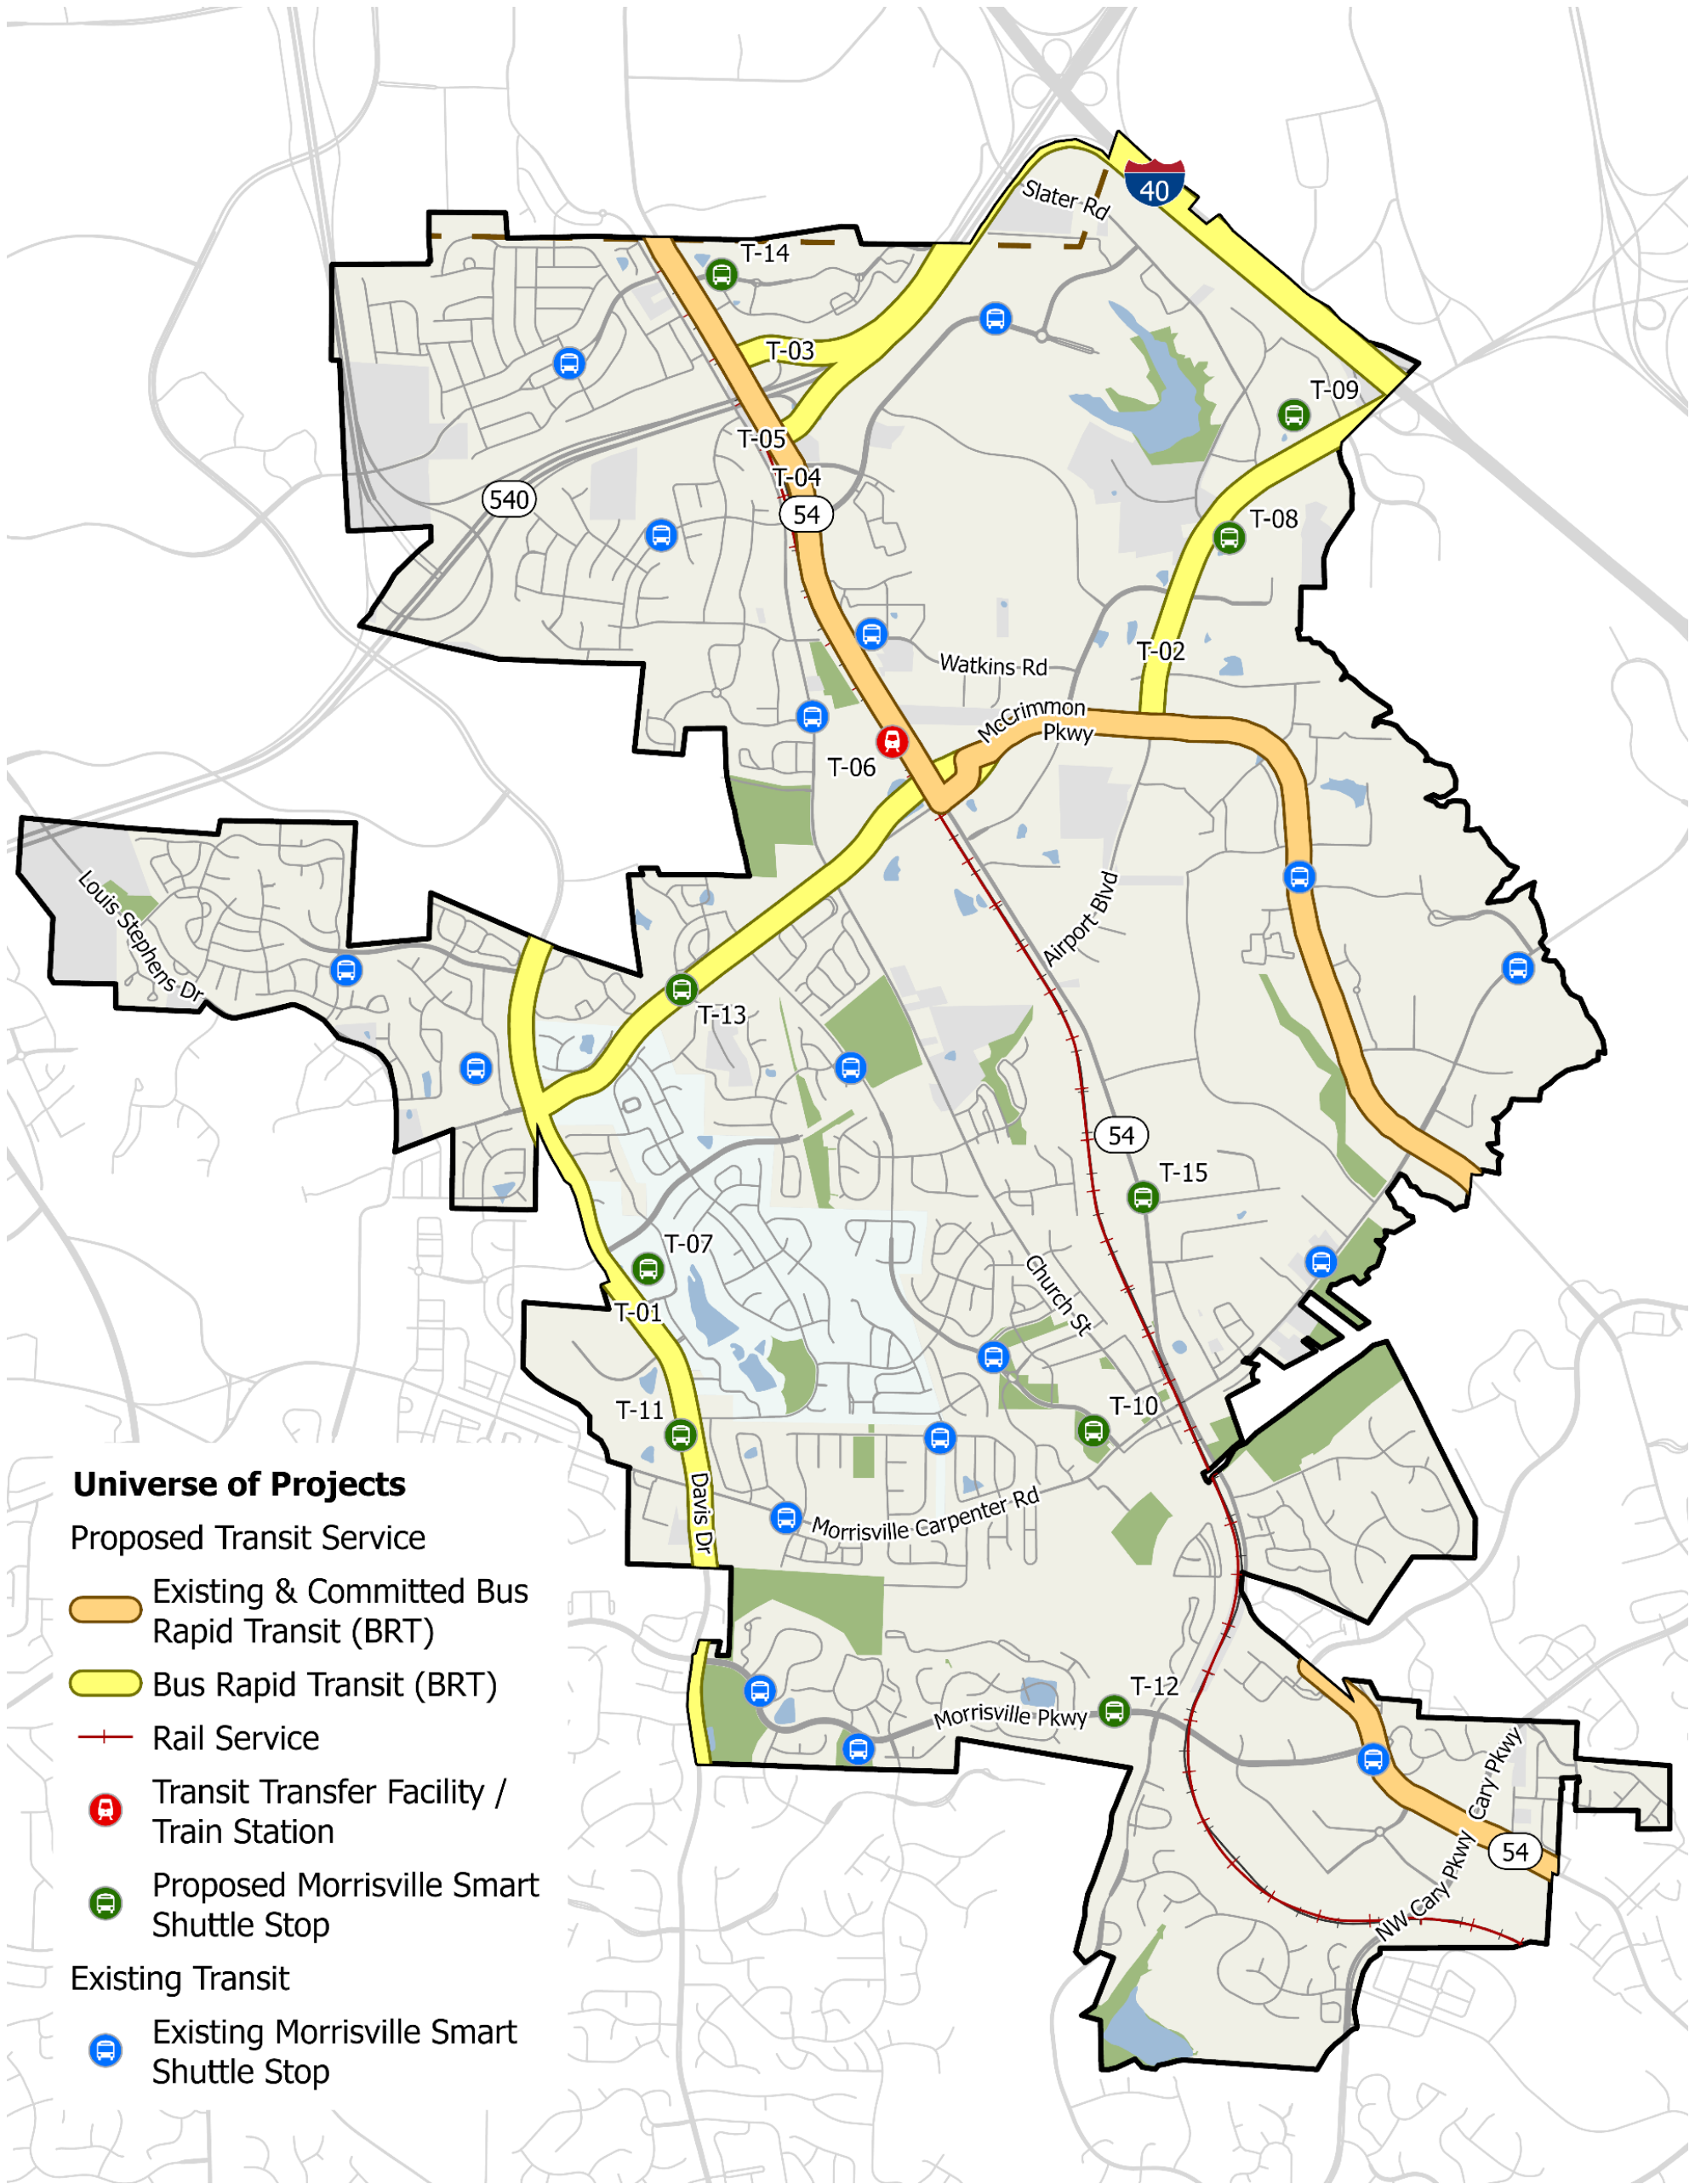 40
Slater Rd
T-14
T-03
T-09
T-05
T-04
540
54
T-08
T-02
Watkins Rd
McCrimmon
Pkwy
T-06
Louis Stephens Dr
Airport Blvd
T-13
54
T-15
T-07
Church St
T-01
T-11
T-10
Davis Dr
Morrisville Carpenter Rd
T-12
Morrisville Pkwy
Cary Pkwy
54
NW Cary Pkwy
Universe of Projects
Proposed Transit Service
Existing & Committed Bus
Rapid Transit (BRT)
Bus Rapid Transit (BRT)
Rail Service
Transit Transfer Facility /
Train Station
Proposed Morrisville Smart
Shuttle Stop
Existing Transit
Existing Morrisville Smart
Shuttle Stop